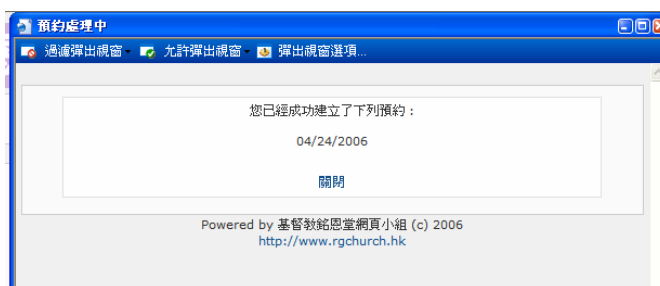 預約處理中
過濾彈出視窗 允許彈出視窗 彈出視窗選項...
您已經成功建立了下列預約：
04/24/2006
關閉
Powered by 基督教銘恩堂網頁小組 (c) 2006
http://www.rgchurch.hk